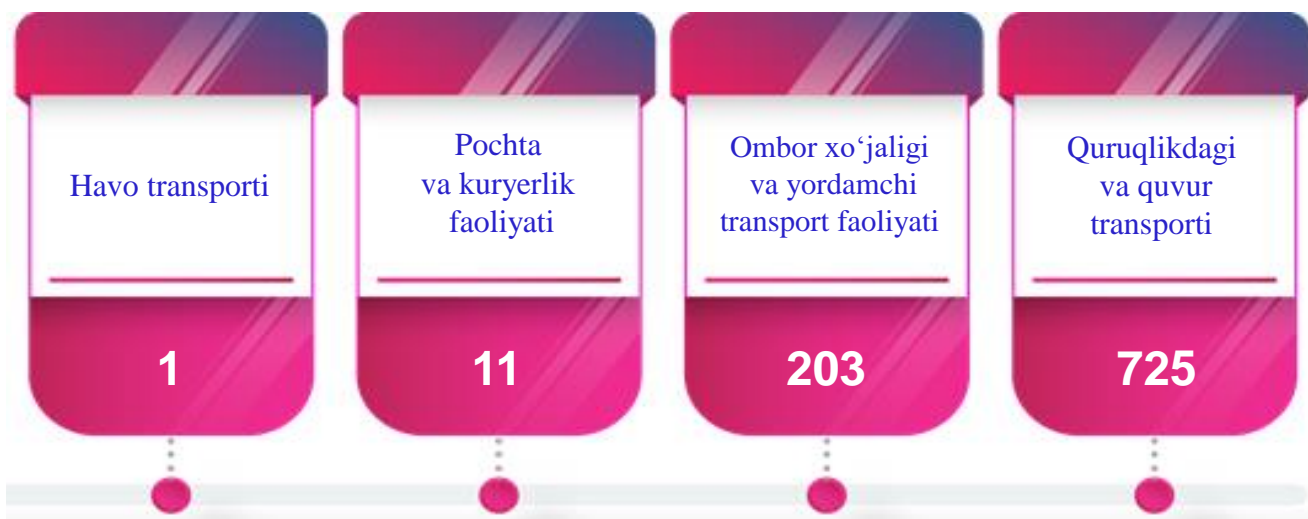 Havo transporti
1
Pochta
va kuryerlik
faoliyati
11
Ombor xo‘jaligi
va yordamchi
transport faoliyati
203
Quruqlikdagi
va quvur
transporti
725